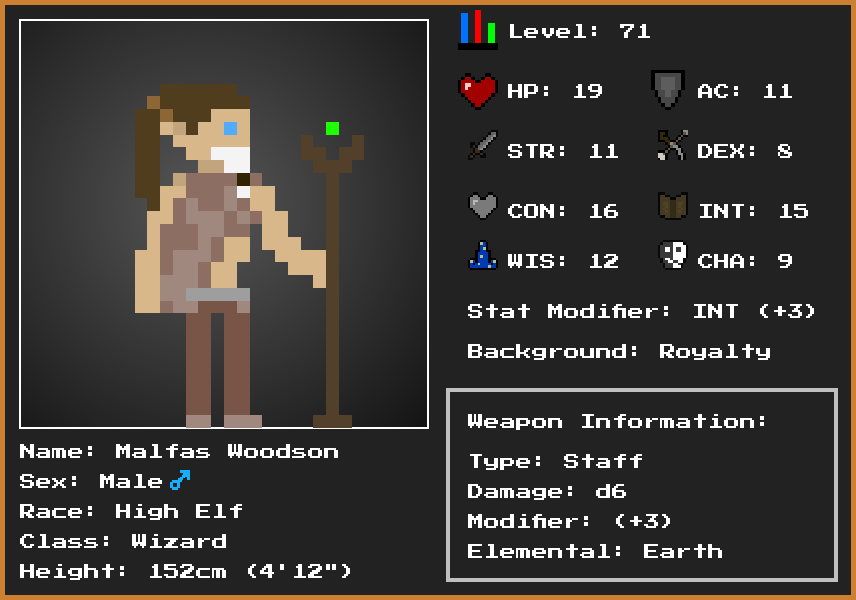 Level: 71
HP: 19 AC: 11
STR: 11 DEX: 8
CON: 16 INT: 15
WIS: 12 CHA: 9
Stat Modifier: INT (+3)
Background: Royalty
Weapon Information:
Type: Staff
Damage: d6
Modifier: (+3)
Elemental: Earth
Name: Malfas Woodson
Sex: Male♂
Race: High Elf
Class: Wizard
Height: 152cm (4'12")